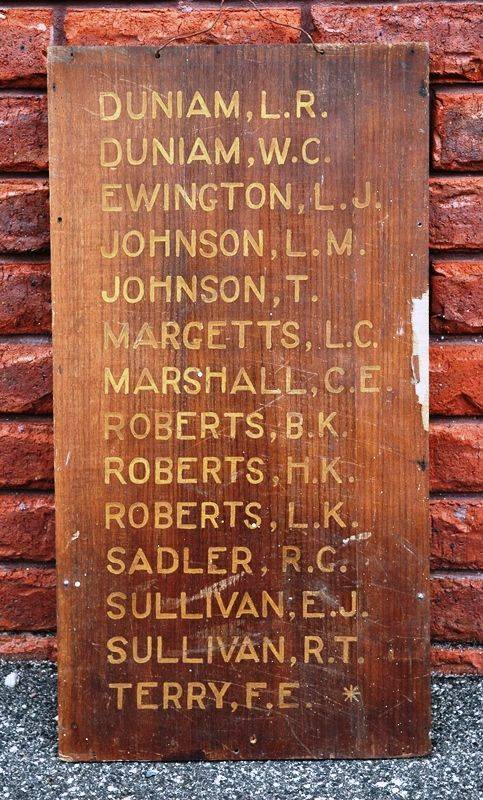 DUNIAM, L.R.
DUNIAM, W.C.
EWINGTON, L.J.
JOHNSON, L.M.
JOHNSON, T.
MARGETTS, L.C.
MARSHALL, C.E.
ROBERTS, B.K.
ROBERTS, H.K.
ROBERTS, L.K.
SADLER, R.G.
SULLIVAN, E.J.
SULLIVAN, R.T.
TERRY, F.E. *